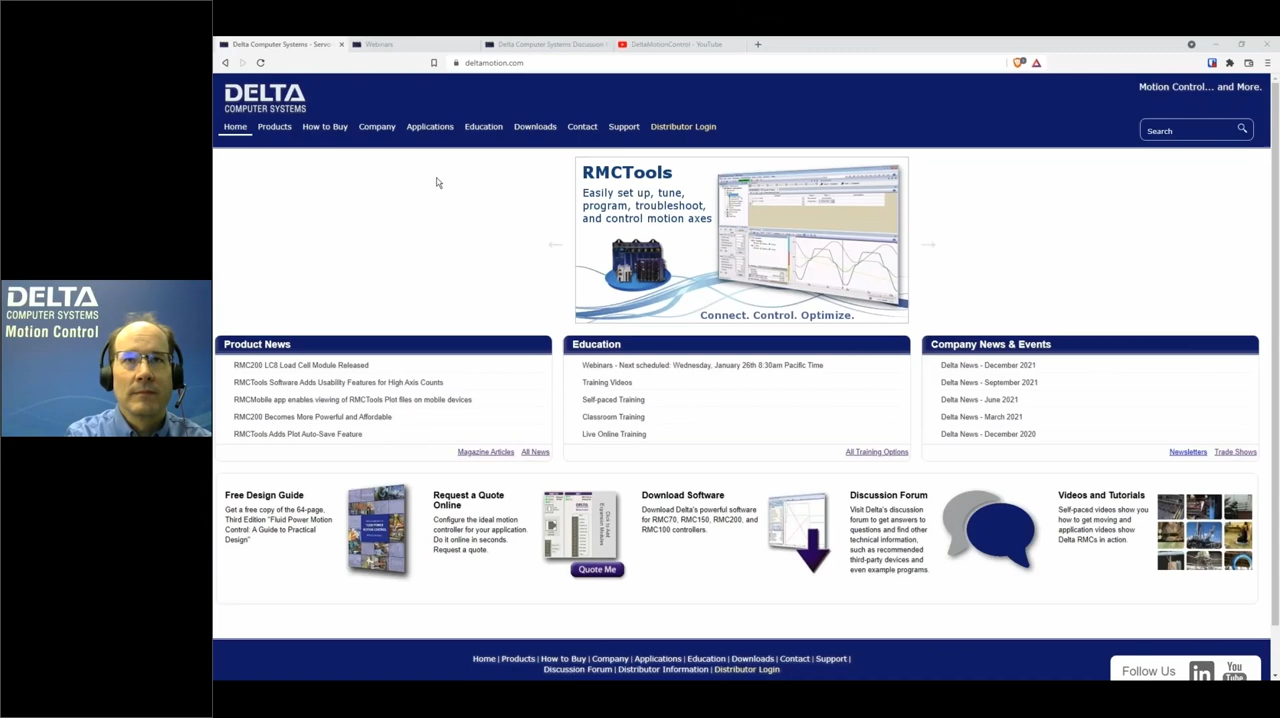 Delta Computer Systems - Servo
Webinars
Delta Computer Systems Discussion
DeltaMotionControl - YouTube
deltamotion.com
DELTA
COMPUTER SYSTEMS
Motion Control... and More.
Home
Products
How to Buy
Company
Applications
Education
Downloads
Contact
Support
Distributor Login
Search
RMCTools
Easily set up, tune,
program, troubleshoot,
and control motion axes
Connect. Control. Optimize.
DELTA
COMPUTER SYSTEMS
Motion Control
Product News
RMC200 LC8 Load Cell Module Released
RMCTools Software Adds Usability Features for High Axis Counts
RMCMobile app enables viewing of RMCTools Plot files on mobile devices
RMC200 Becomes More Powerful and Affordable
RMCTools Adds Plot Auto-Save Feature
Magazine Articles
All News
Education
Webinars - Next scheduled: Wednesday, January 26th 8:30am Pacific Time
Training Videos
Self-paced Training
Classroom Training
Live Online Training
All Training Options
Company News & Events
Delta News - December 2021
Delta News - September 2021
Delta News - June 2021
Delta News - March 2021
Delta News - December 2020
Newsletters
Trade Shows
Free Design Guide
Get a free copy of the 64-page,
Third Edition "Fluid Power Motion
Control: A Guide to Practical
Design"
Request a Quote
Online
Configure the ideal motion
controller for your application.
Do it online in seconds.
Request a quote.
Click To Add
Expansion Modules
Quote Me
Download Software
Download Delta's powerful software
for RMC70, RMC150, RMC200, and
RMC100 controllers.
Discussion Forum
Visit Delta's discussion
forum to get answers to
questions and find other
technical information,
such as recommended
third-party devices and
even example programs.
Videos and Tutorials
Self-paced videos show you
how to get moving and
application videos show
Delta RMCs in action.
Home | Products | How to Buy | Company | Applications | Education | Downloads | Contact | Support |
Discussion Forum | Distributor Information | Distributor Login
Follow Us
in
You
Tube